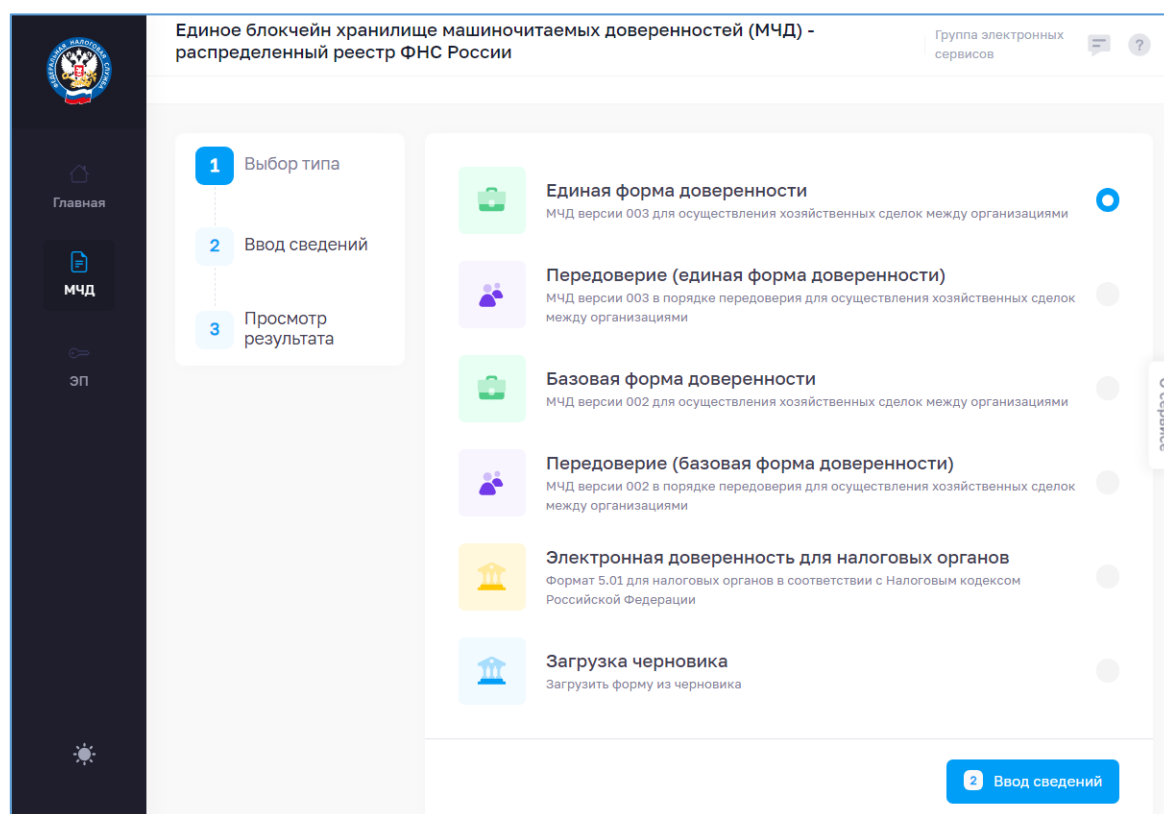 Единое блокчейн хранилище машиночитаемых доверенностей (МЧД) -
распределенный реестр ФНС России
Группа электронных
сервисов
?
Главная
МЧД
ЭП
1 Выбор типа
2 Ввод сведений
3 Просмотр
результата
Единая форма доверенности
МЧД версии 003 для осуществления хозяйственных сделок между организациями
Передоверие (единая форма доверенности)
МЧД версии 003 в порядке передоверия для осуществления хозяйственных сделок
между организациями
Базовая форма доверенности
МЧД версии 002 для осуществления хозяйственных сделок между организациями
Передоверие (базовая форма доверенности)
МЧД версии 002 в порядке передоверия для осуществления хозяйственных сделок
между организациями
Электронная доверенность для налоговых органов
Формат 5.01 для налоговых органов в соответствии с Налоговым кодексом
Российской Федерации
Загрузка черновика
Загрузить форму из черновика
2 Ввод сведений